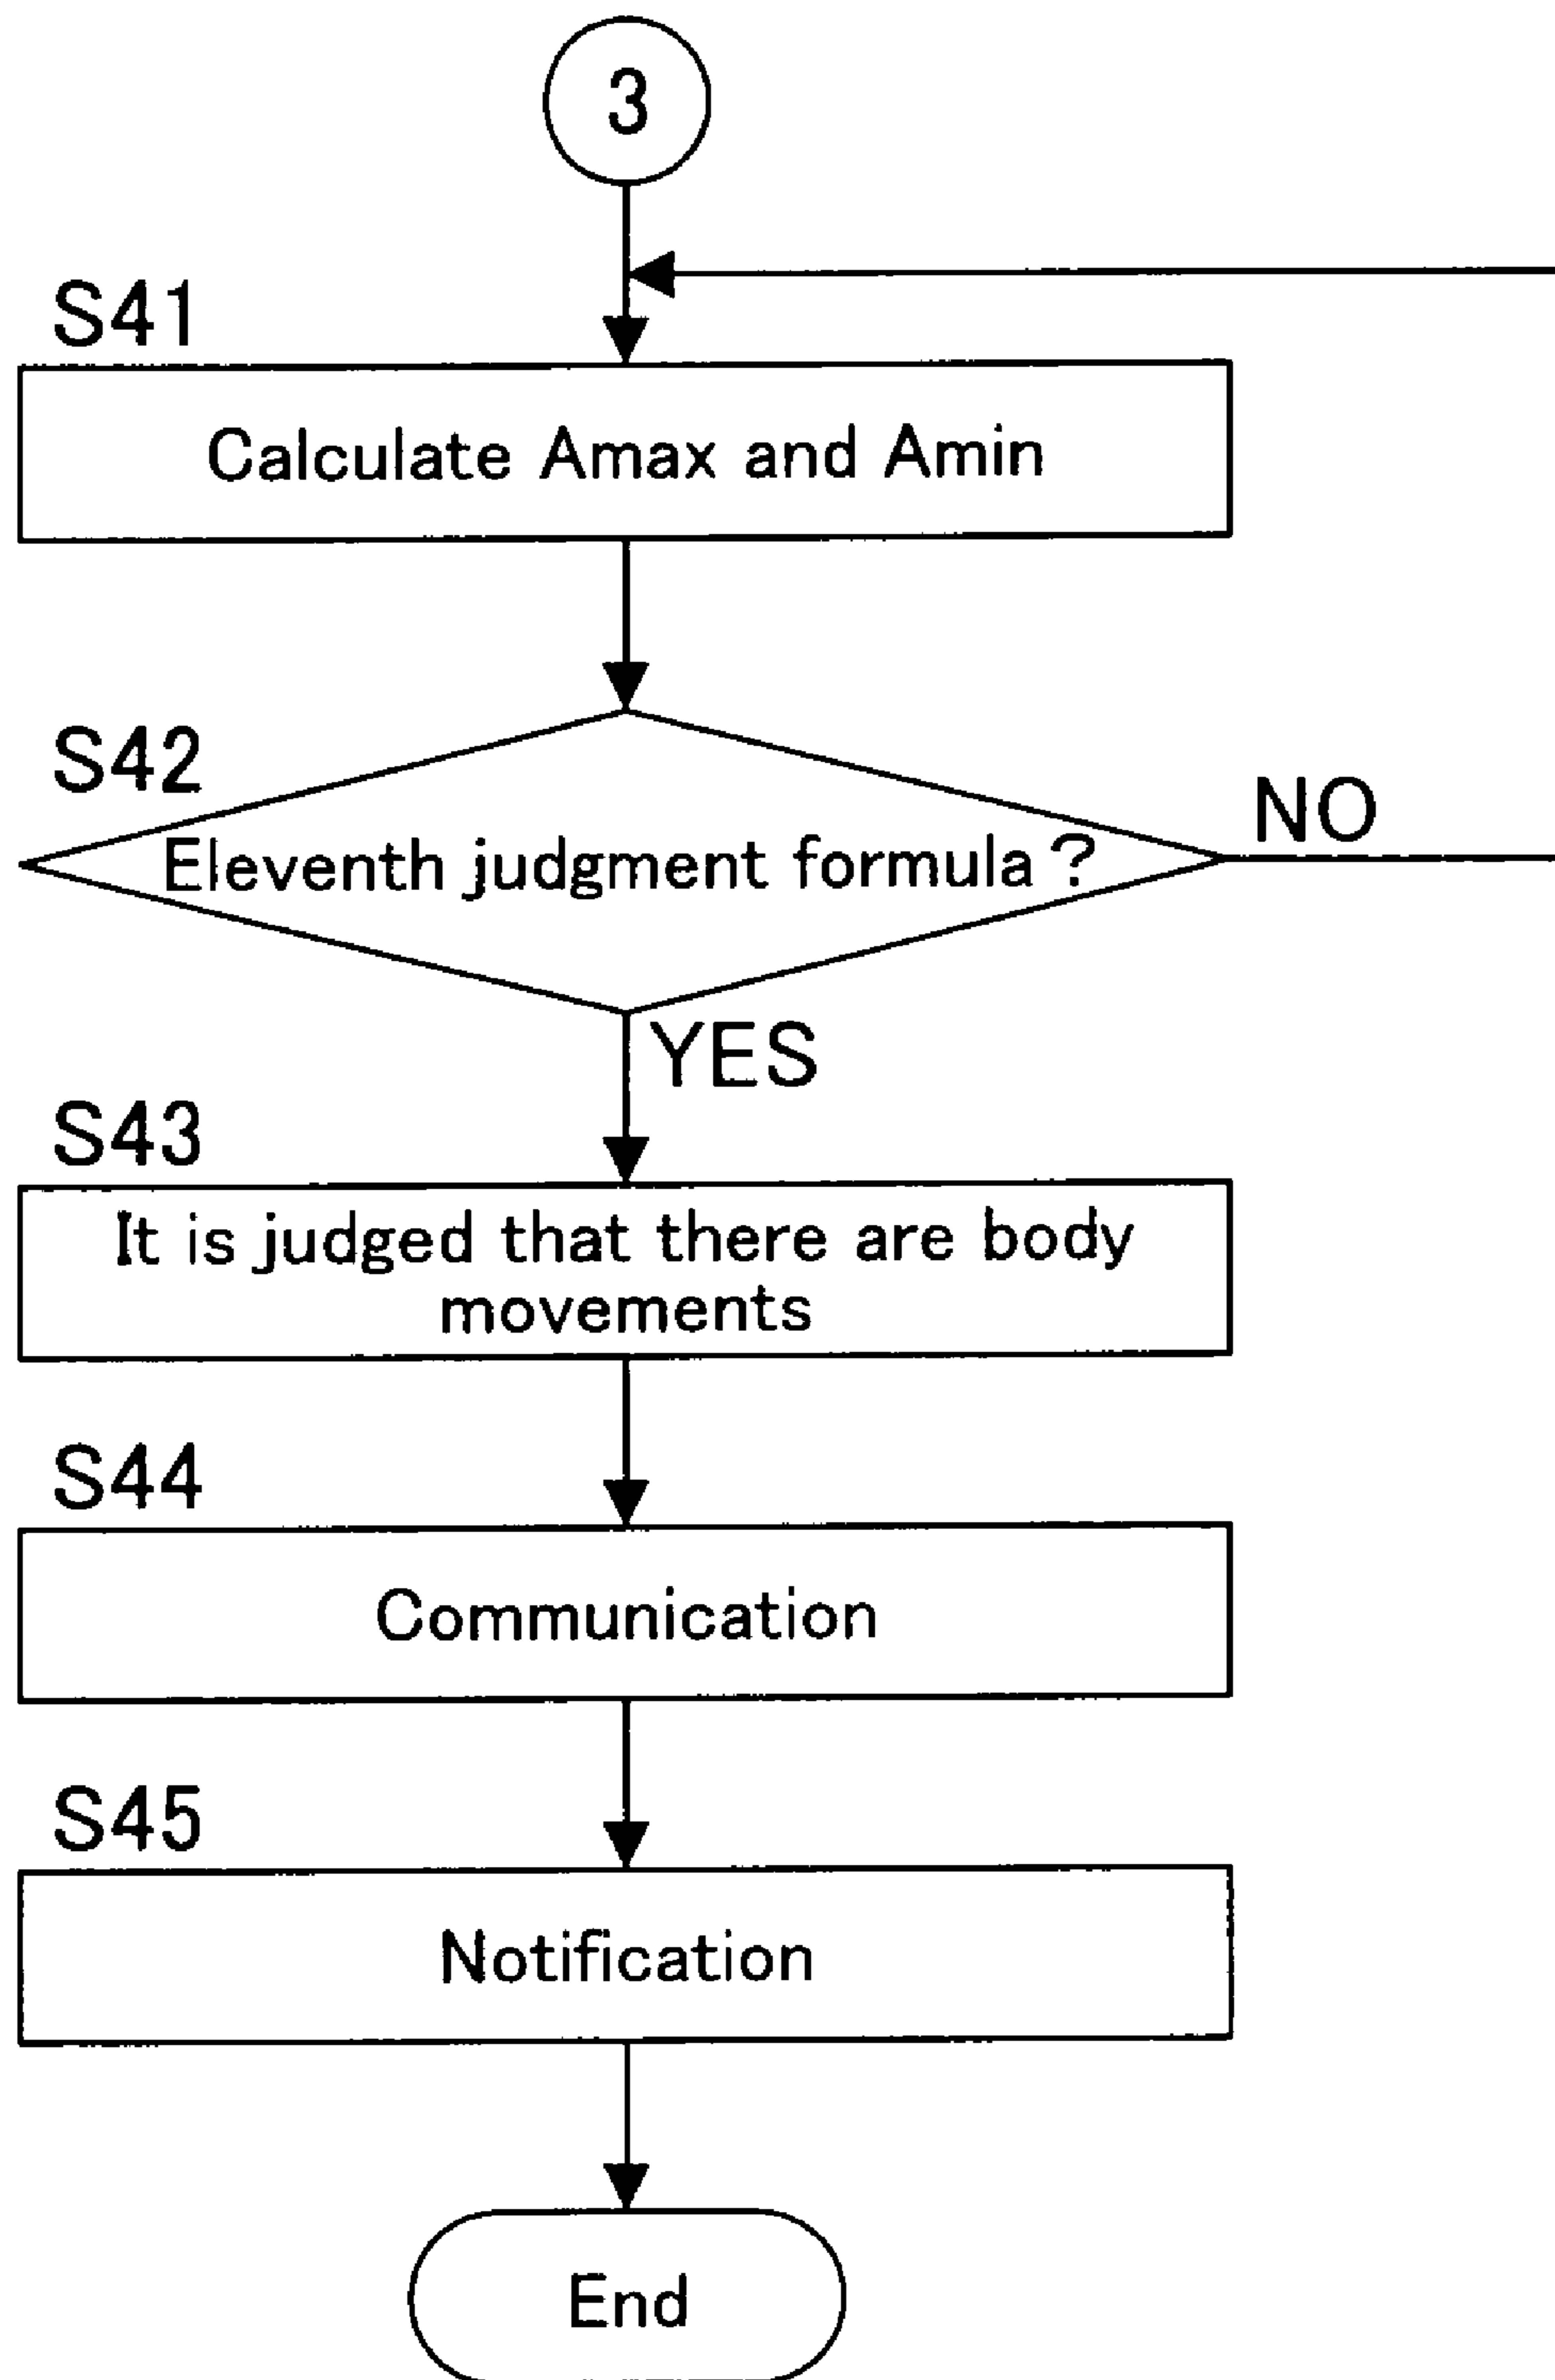 3
S41
Calculate Amax and Amin
S42
Eleventh judgment formula?
NO
YES
S43
It is judged that there are body
movements
S44
Communication
S45
Notification
End